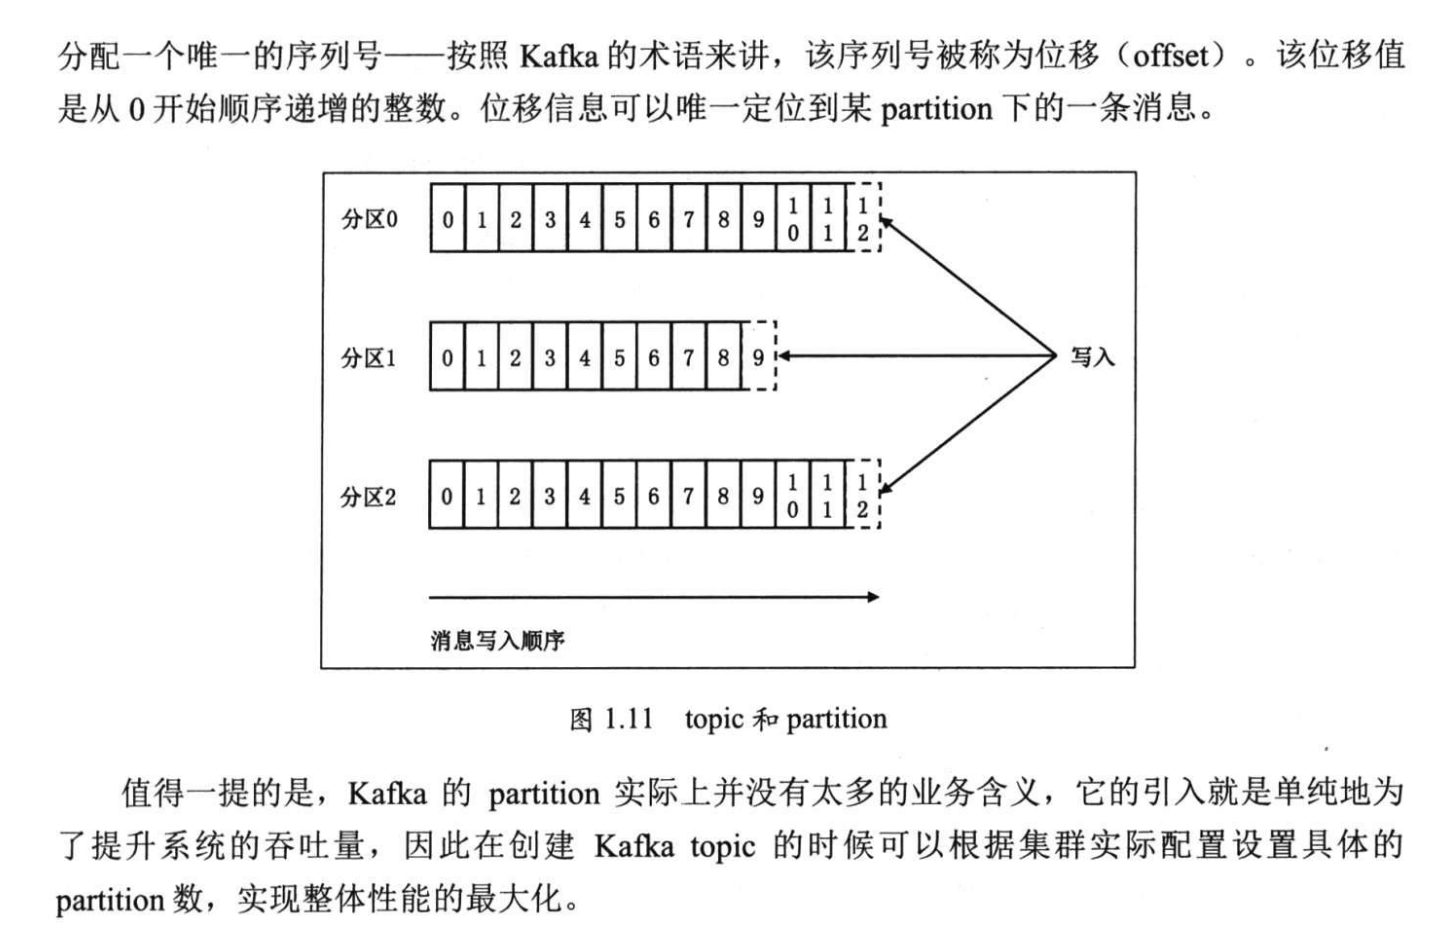 分配一个唯一的序列号——按照 Kafka 的术语来讲，该序列号被称为位移（offset）。该位移值
是从 0 开始顺序递增的整数。位移信息可以唯一定位到某 partition 下的一条消息。
分区0 0 1 2 3 4 5 6 7 8 9 10 11 12
分区1 0 1 2 3 4 5 6 7 8 9
写入
分区2 0 1 2 3 4 5 6 7 8 9 10 11 12
消息写入顺序
图 1.11 topic 和 partition
值得一提的是，Kafka 的 partition 实际上并没有太多的业务含义，它的引入就是单纯地为
了提升系统的吞吐量，因此在创建 Kafka topic 的时候可以根据集群实际配置设置具体的
partition 数，实现整体性能的最大化。